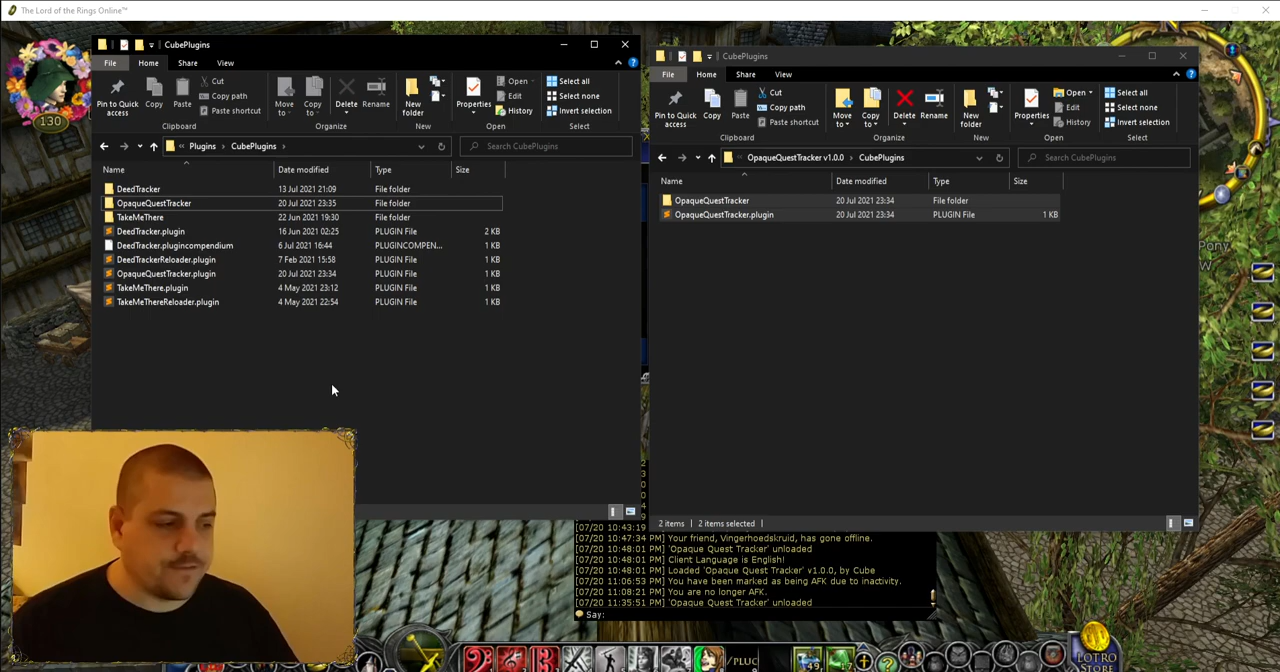 The Lord of the Rings Online™
CubePlugins
File Home Share View
Pin to Quick access
Copy
Paste
Cut
Copy path
Paste shortcut
Clipboard
Move to
Copy to
Delete
Rename
Organize
New folder
New
Properties
Open
Edit
History
Open
Select all
Select none
Invert selection
Select
« Plugins > CubePlugins >
Search CubePlugins
Name Date modified Type Size
DeedTracker 13 Jul 2021 21:09 File folder
OpaqueQuestTracker 20 Jul 2021 23:35 File folder
TakeMeThere 22 Jun 2021 19:30 File folder
DeedTracker.plugin 16 Jun 2021 02:25 PLUGIN File 2 KB
DeedTracker.plugincompendium 6 Jul 2021 16:44 PLUGINCOMPEN... 1 KB
DeedTrackerReloader.plugin 7 Feb 2021 15:58 PLUGIN File 1 KB
OpaqueQuestTracker.plugin 20 Jul 2021 23:34 PLUGIN File 1 KB
TakeMeThere.plugin 4 May 2021 23:12 PLUGIN File 1 KB
TakeMeThereReloader.plugin 4 May 2021 22:54 PLUGIN File 1 KB
130
CubePlugins
File Home Share View
Pin to Quick access
Copy
Paste
Cut
Copy path
Paste shortcut
Clipboard
Move to
Copy to
Delete
Rename
Organize
New folder
New
Properties
Open
Edit
History
Open
Select all
Select none
Invert selection
Select
« OpaqueQuestTracker v1.0.0 > CubePlugins
Search CubePlugins
Name Date modified Type Size
OpaqueQuestTracker 20 Jul 2021 23:34 File folder
OpaqueQuestTracker.plugin 20 Jul 2021 23:34 PLUGIN File 1 KB
2 items 2 items selected
Pony
W
[07/20 10:43:19
[07/20 10:47:34 PM] Your friend, Vingerhoedskruid, has gone offline.
[07/20 10:48:01 PM] 'Opaque Quest Tracker' unloaded
[07/20 10:48:01 PM] Client Language is English!
[07/20 10:48:01 PM] Loaded 'Opaque Quest Tracker' v1.0.0, by Cube
[07/20 11:06:53 PM] You have been marked as being AFK due to inactivity.
[07/20 11:08:21 PM] You are no longer AFK.
[07/20 11:35:51 PM] 'Opaque Quest Tracker' unloaded
Say:
/PLUC
49
17
LOTRO
STORE